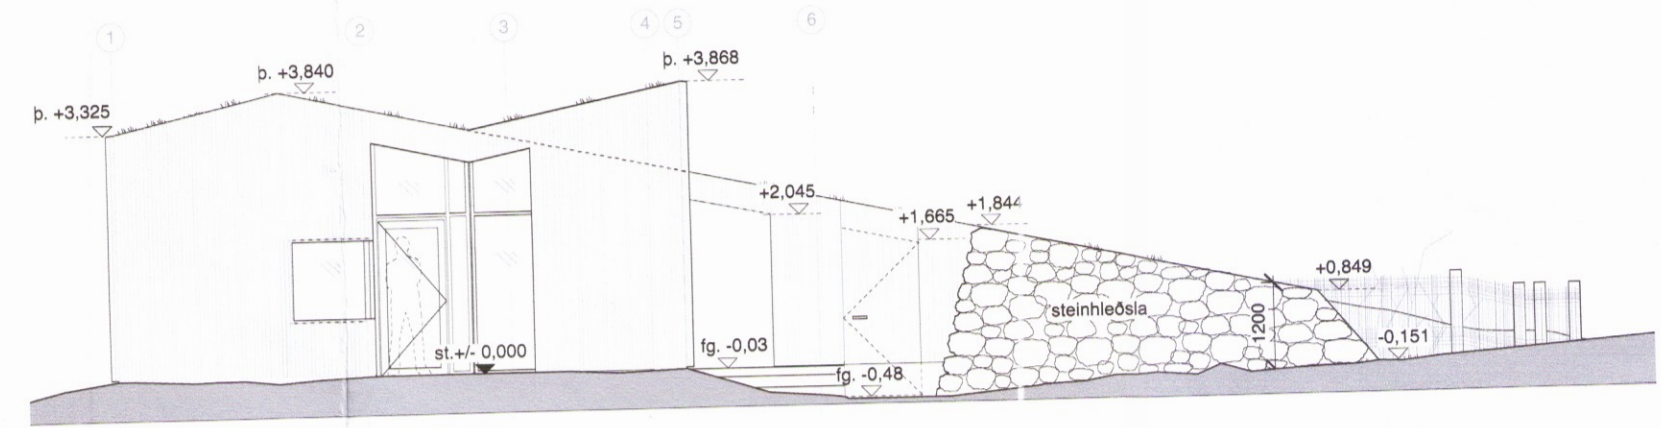 1
2
3
4
5
6
þ. +3,325
þ. +3,840
þ. +3,868
+2,045
+1,665
+1,844
+0,849
steinhleðsla
1200
-0,151
st.+/- 0,000
fg. -0,03
fg. -0,48